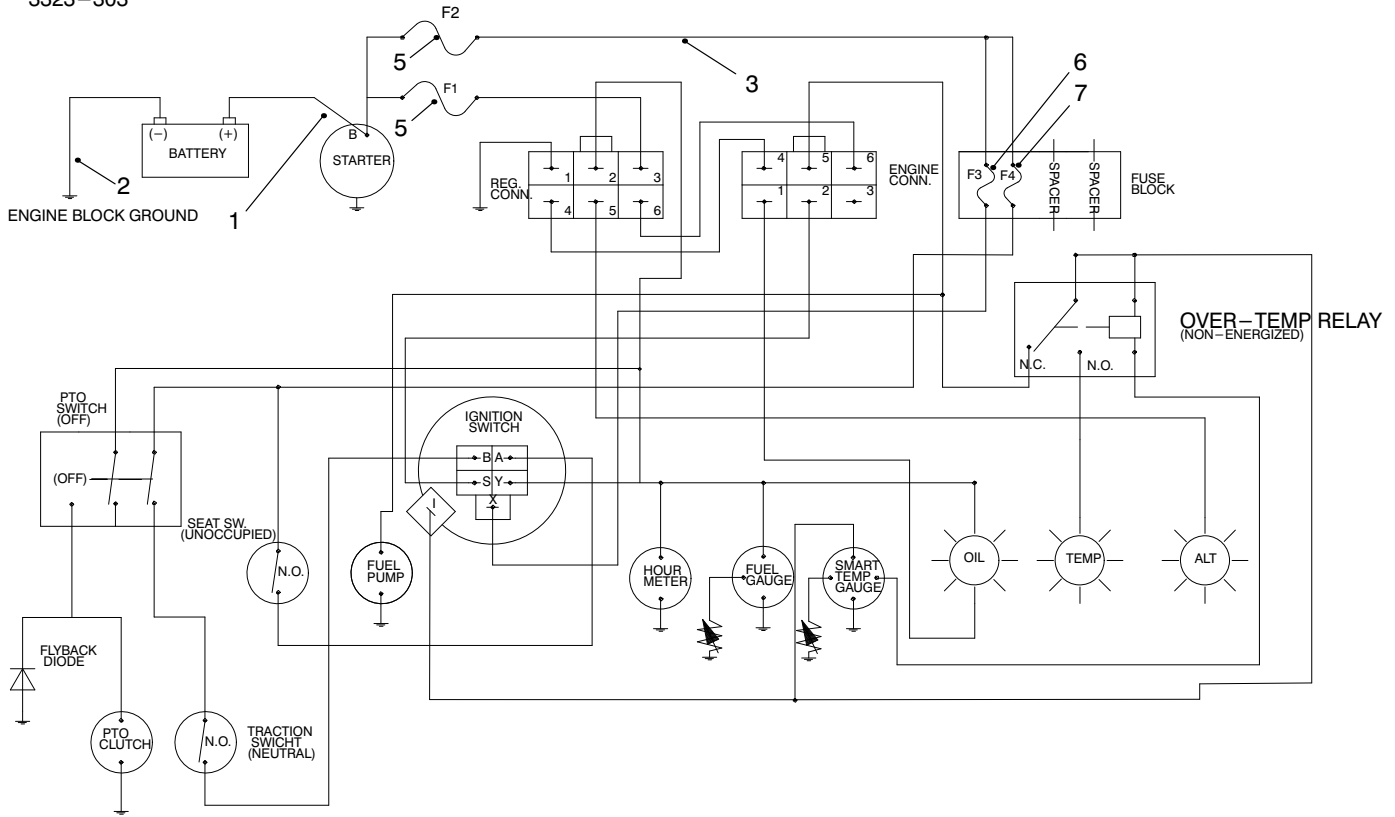 3323−303
F2
5
3
6
7
F1
5
(−)
(+)
BATTERY
B
STARTER
2
1
ENGINE BLOCK GROUND
REG.
CONN.
1
2
3
4
5
6
4
5
6
1
2
3
ENGINE
CONN.
F3
F4
SPACER
SPACER
FUSE
BLOCK
OVER−TEMP RELAY
(NON−ENERGIZED)
N.C.
N.O.
PTO
SWITCH
(OFF)
(OFF)
IGNITION
SWITCH
B
A
S
Y
X
I
SEAT SW.
(UNOCCUPIED)
N.O.
FUEL
PUMP
HOUR
METER
FUEL
GAUGE
SMART
TEMP
GAUGE
OIL
TEMP
ALT
FLYBACK
DIODE
PTO
CLUTCH
N.O.
TRACTION
SWICHT
(NEUTRAL)